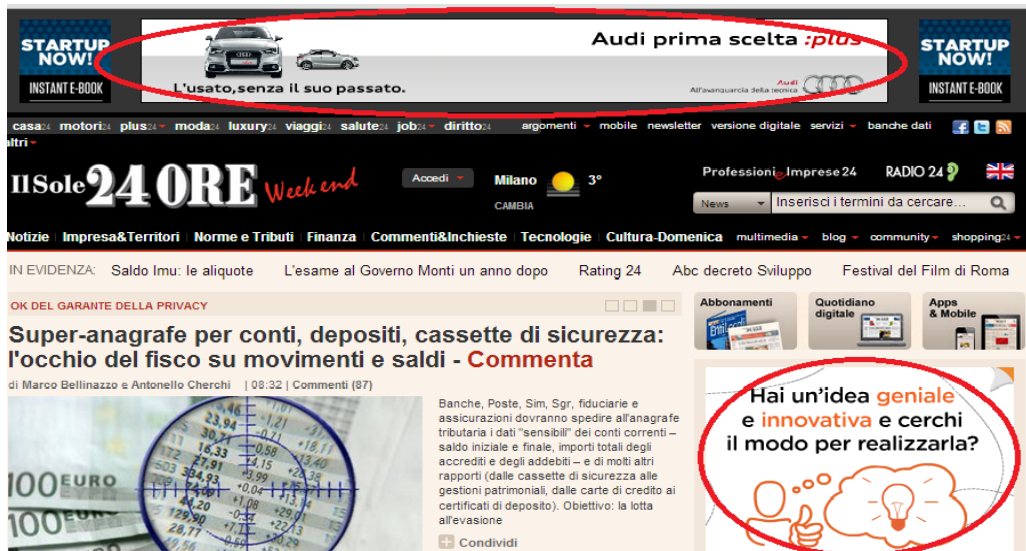 STARTUP
NOW!
INSTANT E-BOOK
Audi prima scelta :plus
L'usato,senza il suo passato.
Audi
All'avanguardia della tecnica
STARTUP
NOW!
INSTANT E-BOOK
casa24 motori24 plus24 moda24 luxury24 viaggi24 salute24 job24 diritto24 argomenti mobile newsletter versione digitale servizi banche dati
altri
Il Sole 24 ORE Week end
Accedi
Milano 3°
CAMBIA
Professioni e Imprese24 RADIO 24
News Inserisci i termini da cercare...
Notizie Impresa&Territori Norme e Tributi Finanza Commenti&Inchieste Tecnologie Cultura-Domenica multimedia blog community shopping24
IN EVIDENZA: Saldo Imu: le aliquote L'esame al Governo Monti un anno dopo Rating 24 Abc decreto Sviluppo Festival del Film di Roma
OK DEL GARANTE DELLA PRIVACY
Super-anagrafe per conti, depositi, cassette di sicurezza:
l'occhio del fisco su movimenti e saldi - Commenta
di Marco Bellinazzo e Antonello Cherchi | 08:32 | Commenti (87)
Banche, Poste, Sim, Sgr, fiduciarie e
assicurazioni dovranno spedire all'anagrafe
tributaria i dati "sensibili" dei conti correnti –
saldo iniziale e finale, importi totali degli
accrediti e degli addebiti – e di molti altri
rapporti (dalle cassette di sicurezza alle
gestioni patrimoniali, dalle carte di credito ai
certificati di deposito). Obiettivo: la lotta
all'evasione
Condividi
100 EURO
100 EURO
Abbonamenti
Quotidiano
digitale
Apps
& Mobile
Hai un'idea geniale
e innovativa e cerchi
il modo per realizzarla?